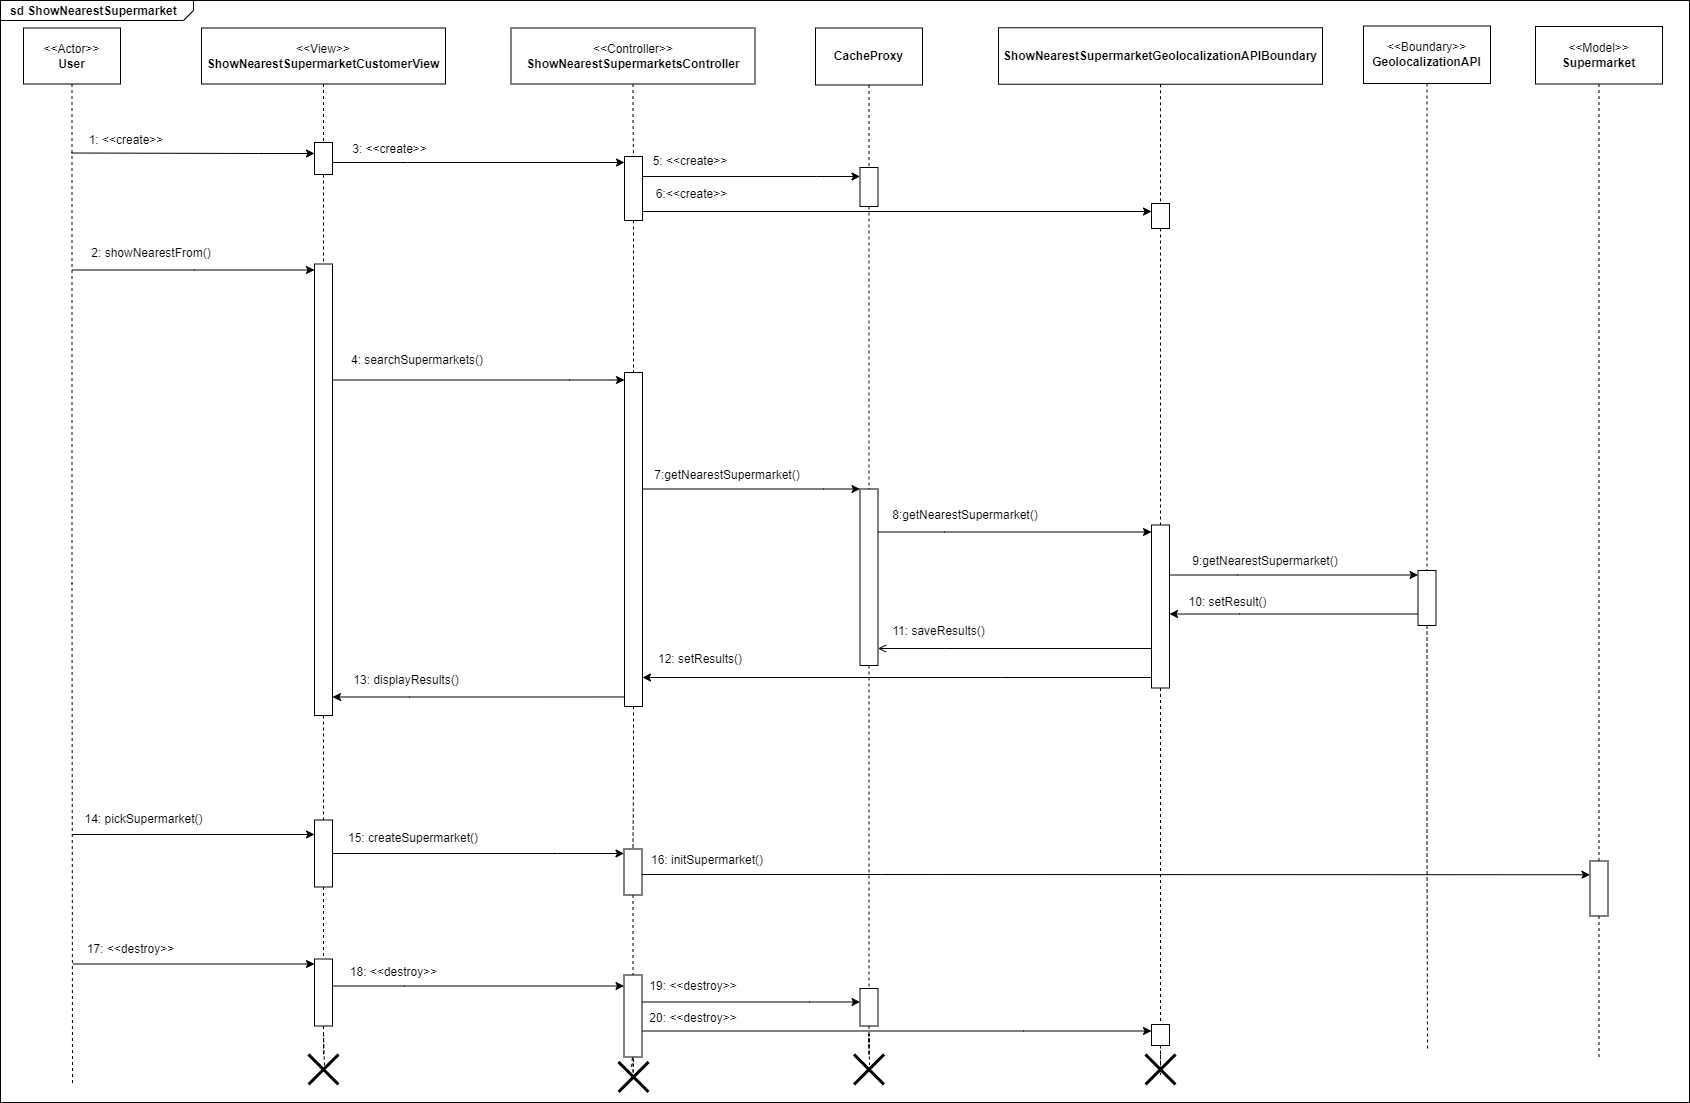 sd ShowNearestSupermarket
<<Actor>>
User
<<View>>
ShowNearestSupermarketCustomerView
<<Controller>>
ShowNearestSupermarketsController
CacheProxy
ShowNearestSupermarketGeolocalizationAPIBoundary
<<Boundary>>
GeolocalizationAPI
<<Model>>
Supermarket
1: <<create>>
3: <<create>>
5: <<create>>
6:<<create>>
2: showNearestFrom()
4: searchSupermarkets()
7:getNearestSupermarket()
8:getNearestSupermarket()
9:getNearestSupermarket()
10: setResult()
11: saveResults()
12: setResults()
13: displayResults()
14: pickSupermarket()
15: createSupermarket()
16: initSupermarket()
17: <<destroy>>
18: <<destroy>>
19: <<destroy>>
20: <<destroy>>